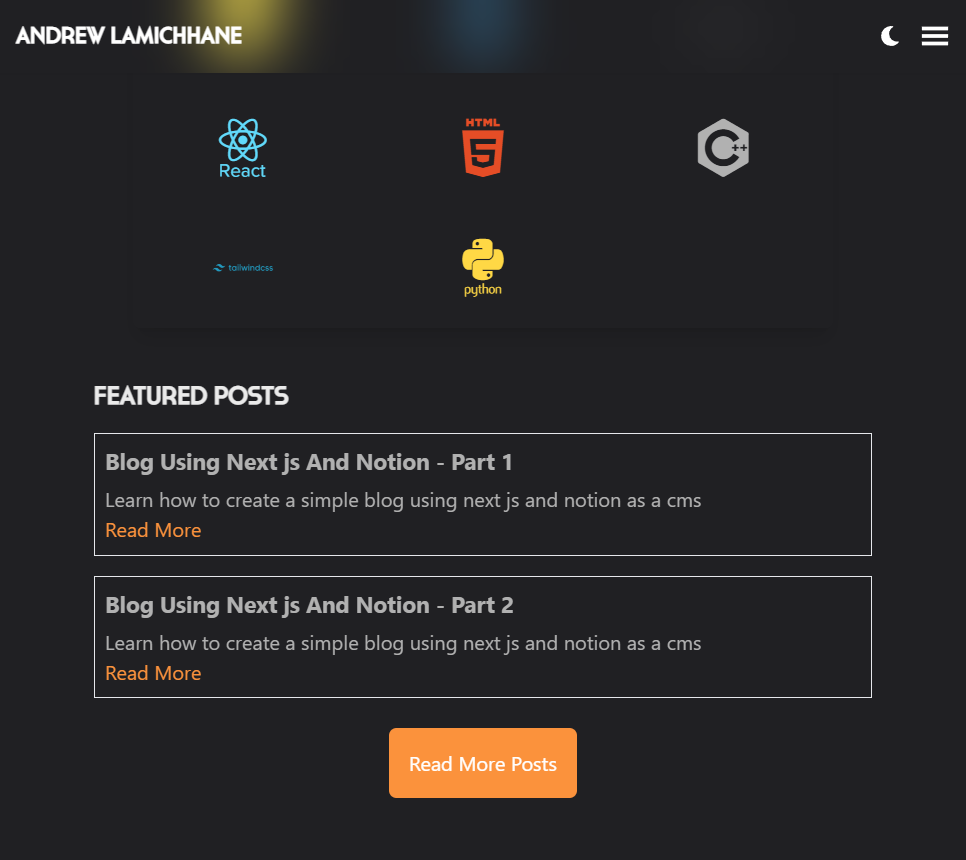 ANDREW LAMICHHANE
React
HTML
5
C++
tailwindcss
python
FEATURED POSTS
Blog Using Next js And Notion - Part 1
Learn how to create a simple blog using next js and notion as a cms
Read More
Blog Using Next js And Notion - Part 2
Learn how to create a simple blog using next js and notion as a cms
Read More
Read More Posts